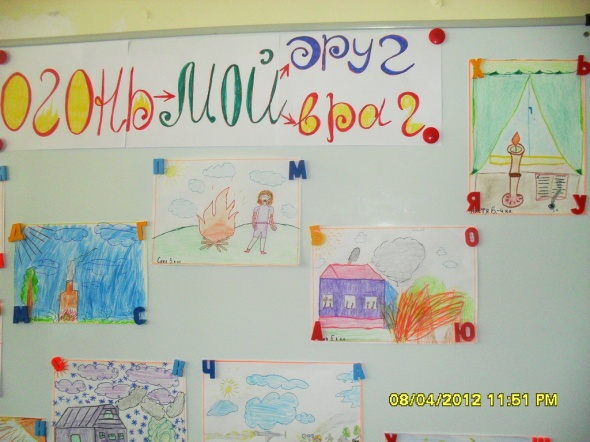 ОГОНЬ→МОЙ
друг
враг
Х Ь
Я У
М
Л Г
М С
Б О
А Ю
Ч А
08/04/2012 11:51 PM